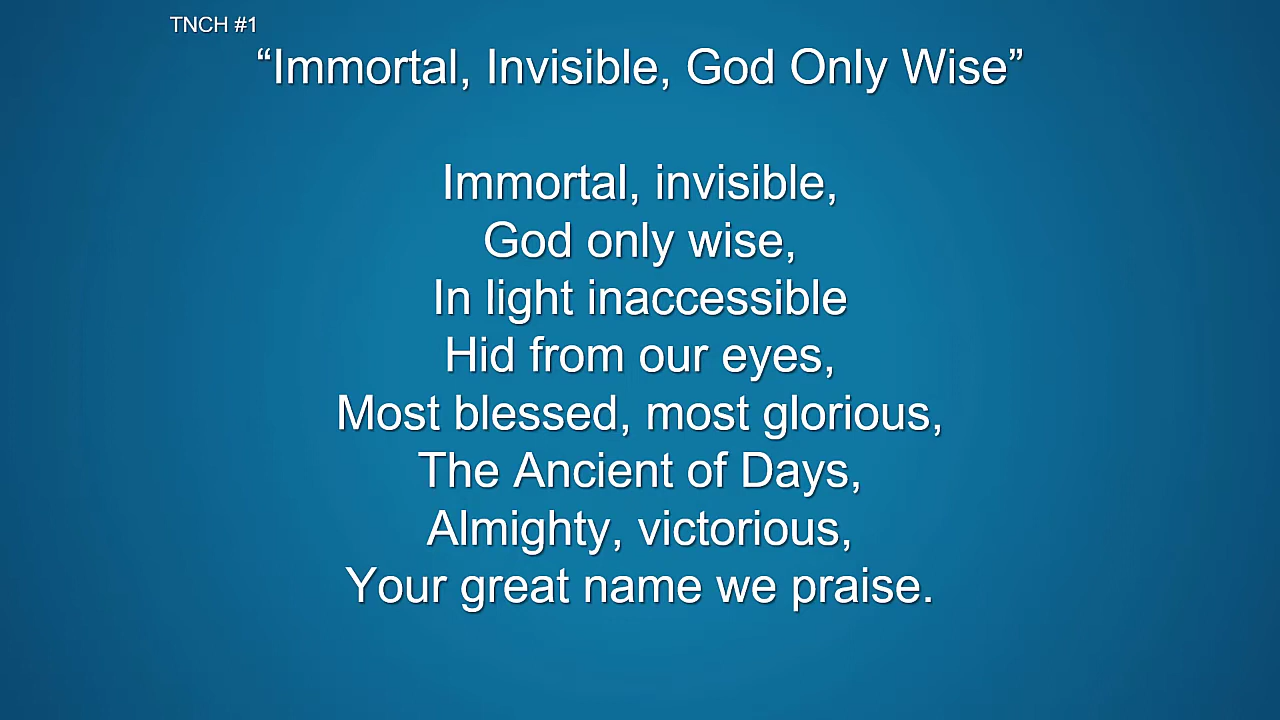 TNCH #1
“Immortal, Invisible, God Only Wise”
Immortal, invisible,
God only wise,
In light inaccessible
Hid from our eyes,
Most blessed, most glorious,
The Ancient of Days,
Almighty, victorious,
Your great name we praise.